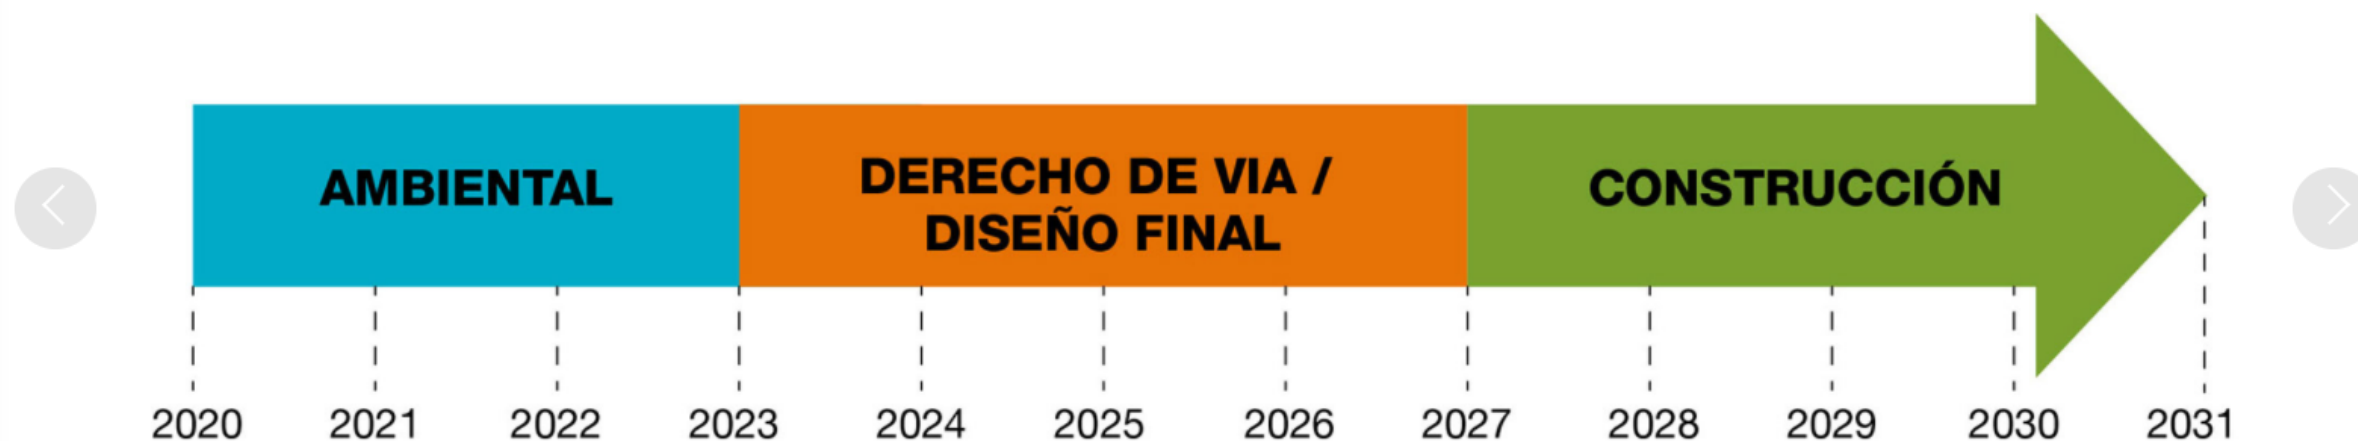 AMBIENTAL
DERECHO DE VIA /
DISEÑO FINAL
CONSTRUCCIÓN
2020 2021 2022 2023 2024 2025 2026 2027 2028 2029 2030 2031